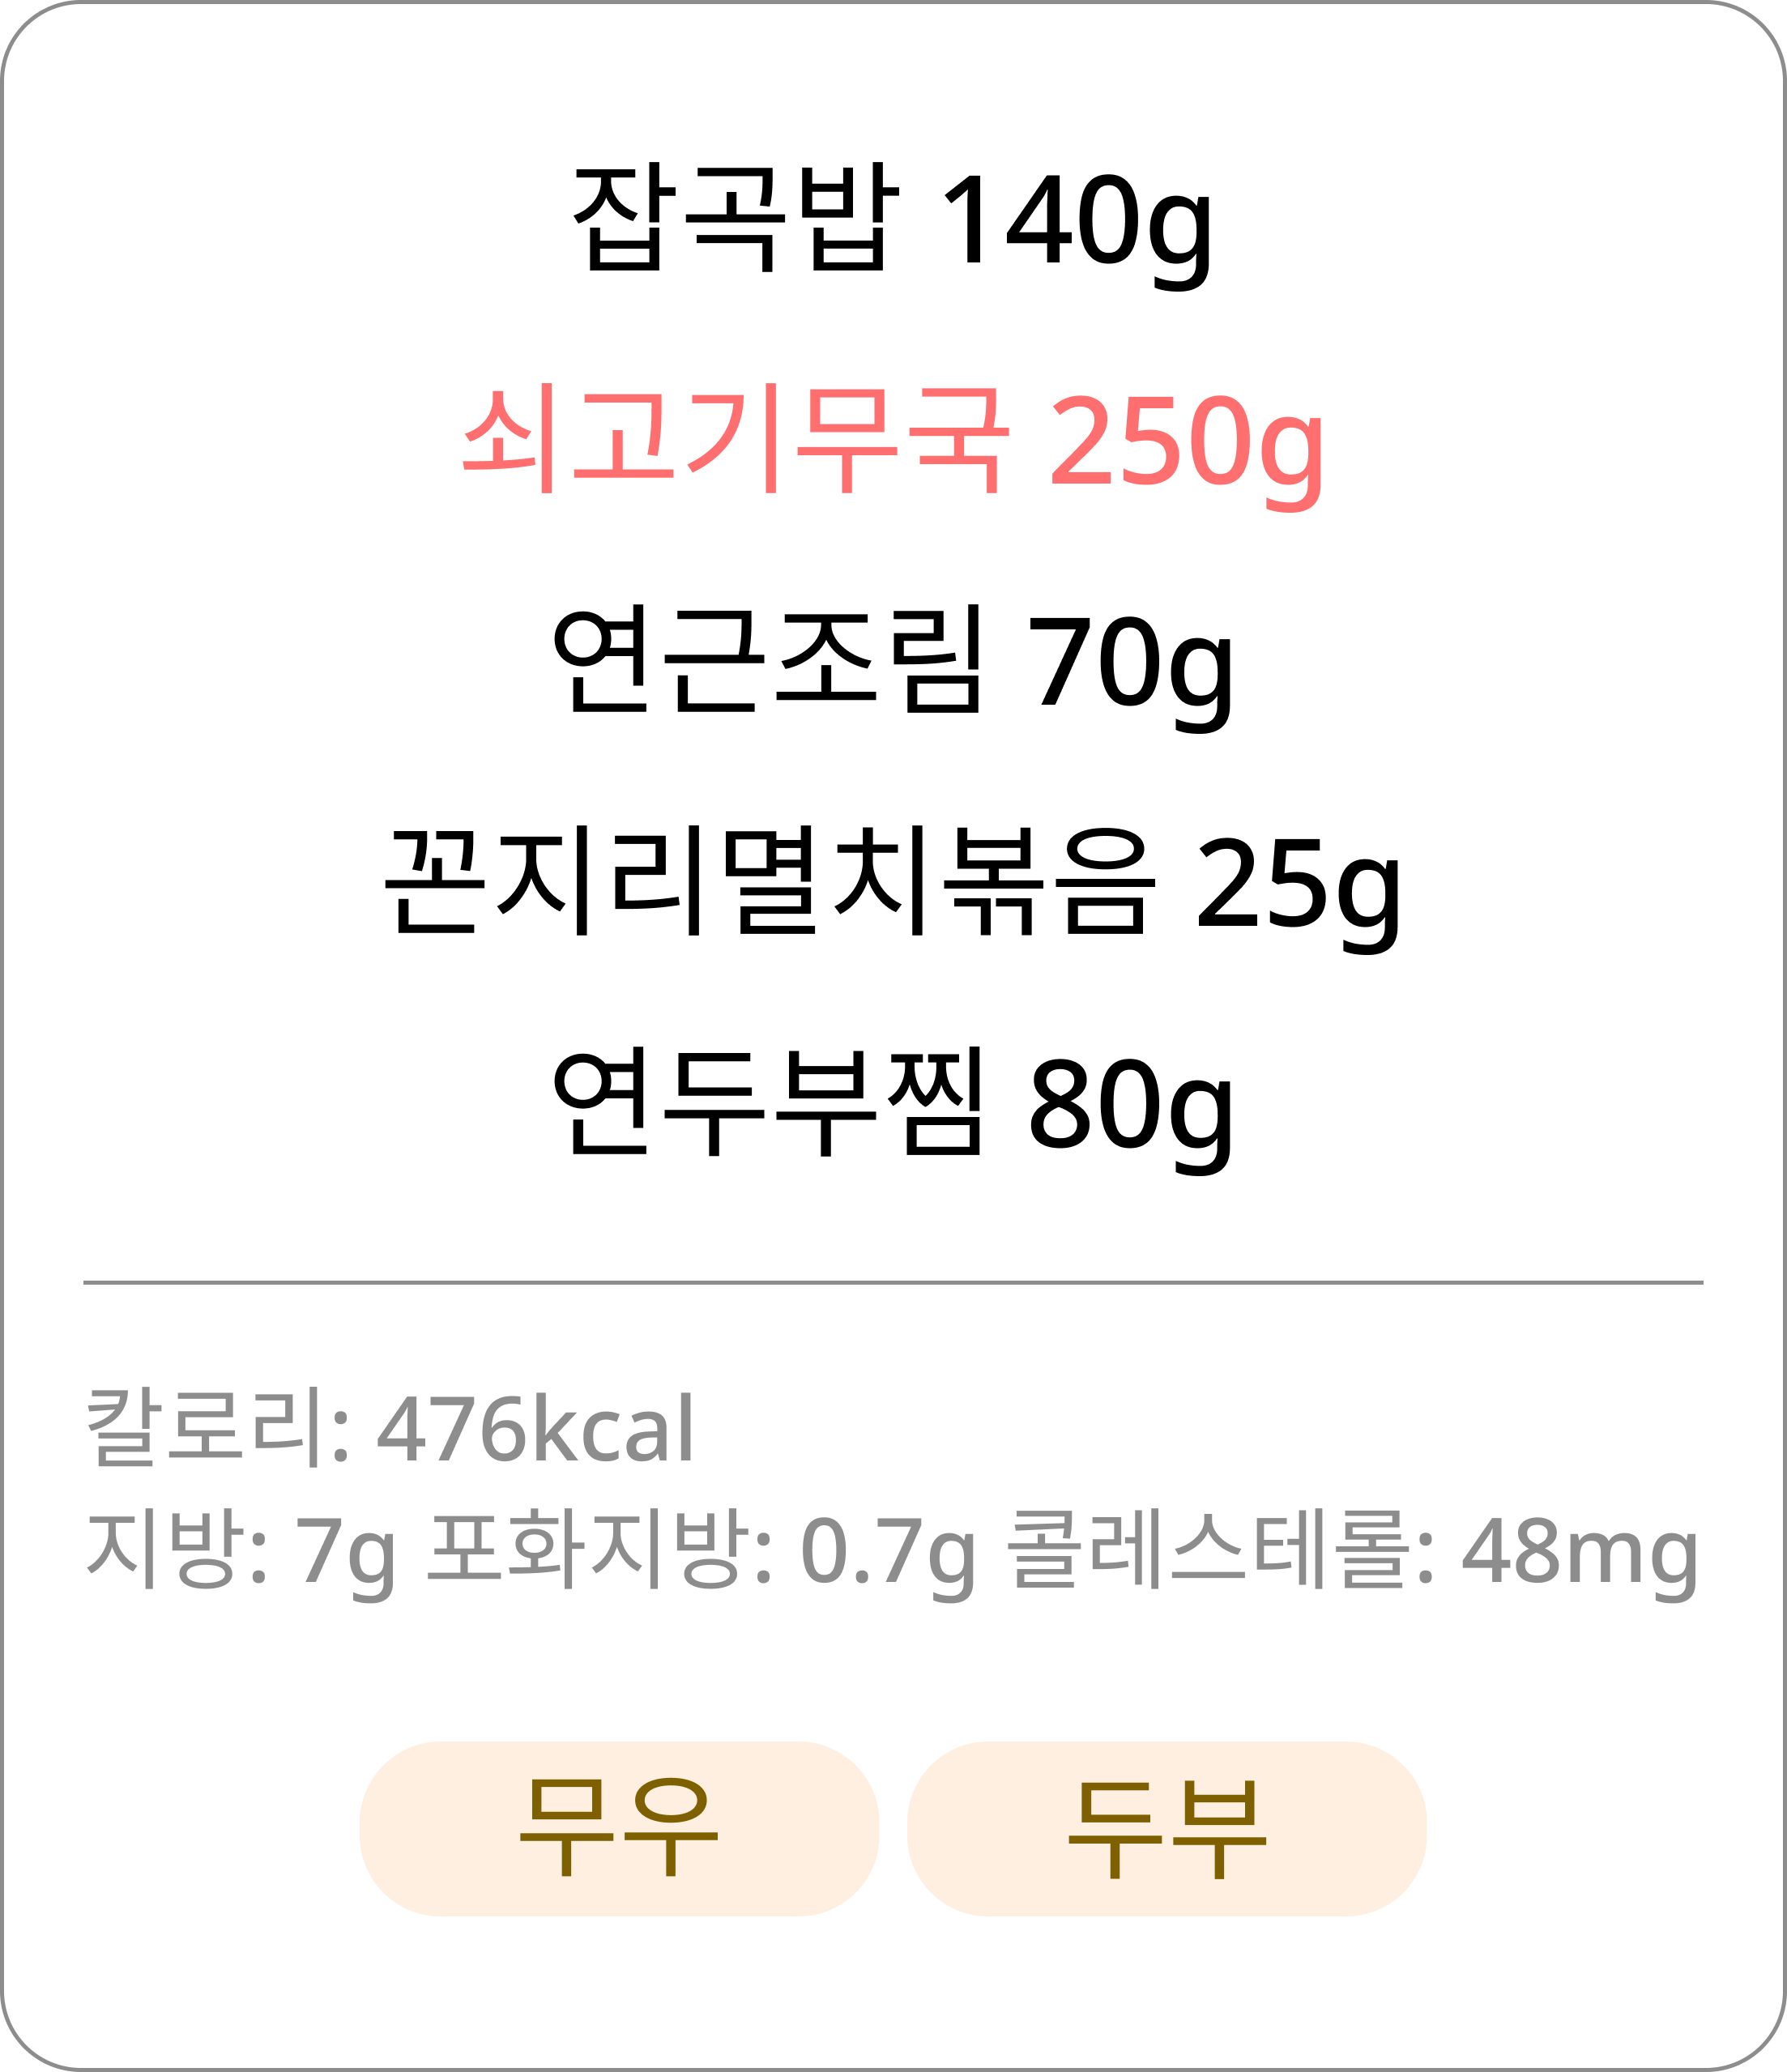 잡곡밥 140g
쇠고기무국 250g
연근조림 70g
꼰지리멸치볶음 25g
연두부찜 80g
칼로리: 476kcal
지방: 7g 포화지방: 0.7g 클레스테롤: 48mg
무우 두부